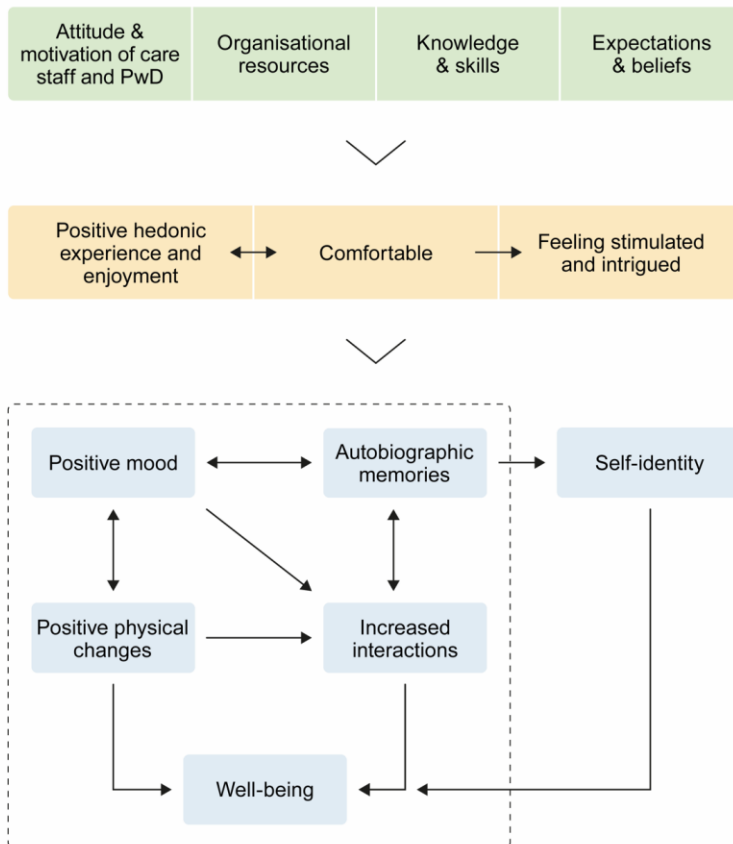 Attitude &
motivation of care
staff and PwD
Organisational
resources
Knowledge
& skills
Expectations
& beliefs
Positive hedonic
experience and
enjoyment
Comfortable
Feeling stimulated
and intrigued
Positive mood
Autobiographic
memories
Self-identity
Positive physical
changes
Increased
interactions
Well-being